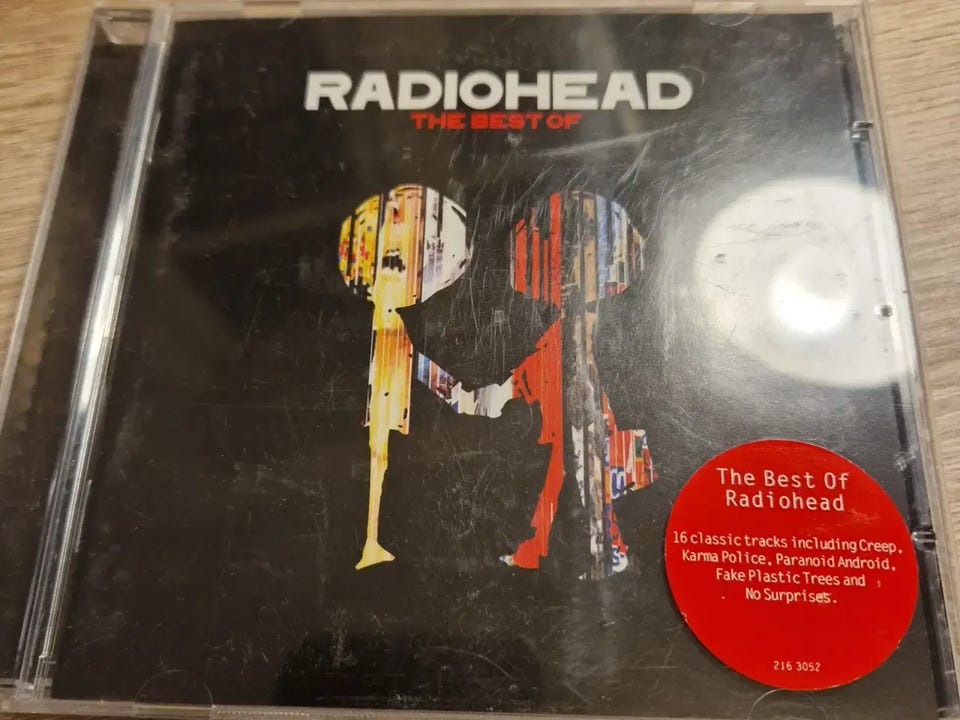 RADIOHEAD
THE BEST OF
The Best Of
Radiohead
16 classic tracks including Creep,
Karma Police, Paranoid Android,
Fake Plastic Trees and
No Surprises.
216 3052